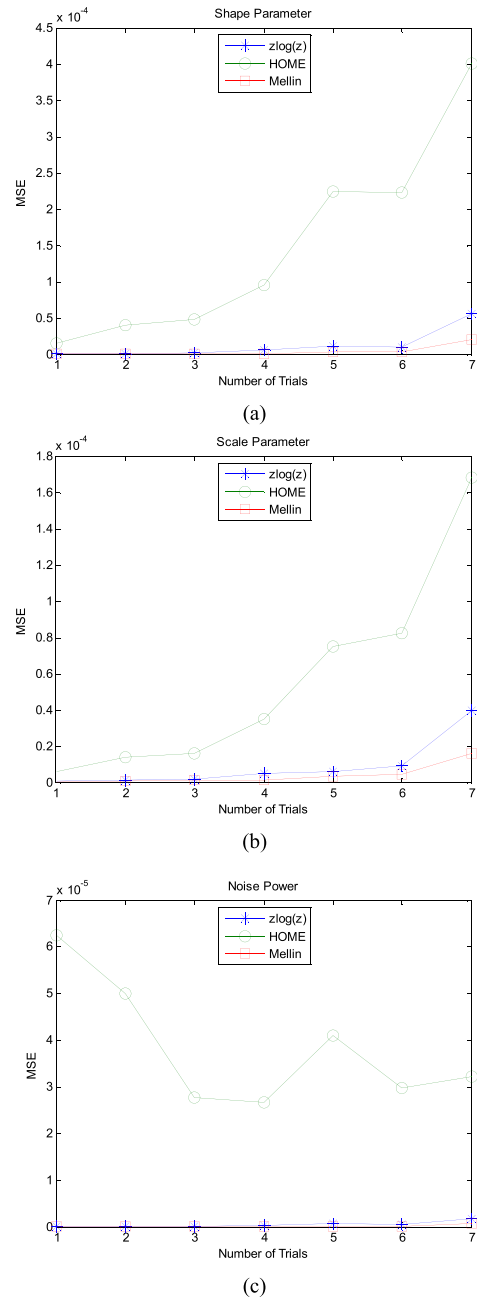 Shape Parameter
x 10^-4
4.5
4
3.5
3
2.5
2
1.5
1
0.5
0
MSE
zlog(z)
HOME
Mellin
1 2 3 4 5 6 7
Number of Trials
(a)
Scale Parameter
x 10^-4
1.8
1.6
1.4
1.2
1
0.8
0.6
0.4
0.2
0
MSE
zlog(z)
HOME
Mellin
1 2 3 4 5 6 7
Number of Trials
(b)
Noise Power
x 10^-5
7
6
5
4
3
2
1
0
MSE
zlog(z)
HOME
Mellin
1 2 3 4 5 6 7
Number of Trials
(c)